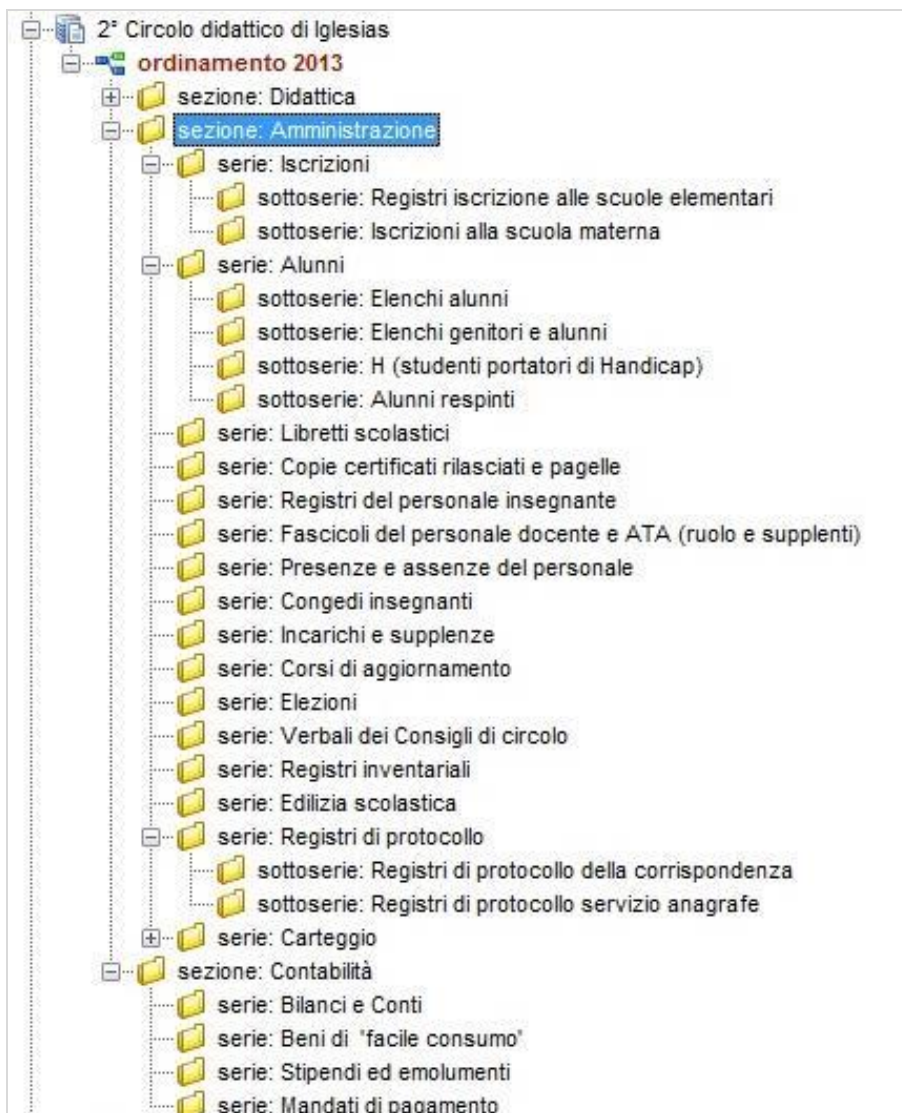 2° Circolo didattico di Iglesias
ordinamento 2013
sezione: Didattica
sezione: Amministrazione
serie: Iscrizioni
sottoserie: Registri iscrizione alle scuole elementari
sottoserie: Iscrizioni alla scuola materna
serie: Alunni
sottoserie: Elenchi alunni
sottoserie: Elenchi genitori e alunni
sottoserie: H (studenti portatori di Handicap)
sottoserie: Alunni respinti
serie: Libretti scolastici
serie: Copie certificati rilasciati e pagelle
serie: Registri del personale insegnante
serie: Fascicoli del personale docente e ATA (ruolo e supplenti)
serie: Presenze e assenze del personale
serie: Congedi insegnanti
serie: Incarichi e supplenze
serie: Corsi di aggiornamento
serie: Elezioni
serie: Verbali dei Consigli di circolo
serie: Registri inventariali
serie: Edilizia scolastica
serie: Registri di protocollo
sottoserie: Registri di protocollo della corrispondenza
sottoserie: Registri di protocollo servizio anagrafe
serie: Carteggio
sezione: Contabilità
serie: Bilanci e Conti
serie: Beni di "facile consumo"
serie: Stipendi ed emolumenti
serie: Mandati di pagamento